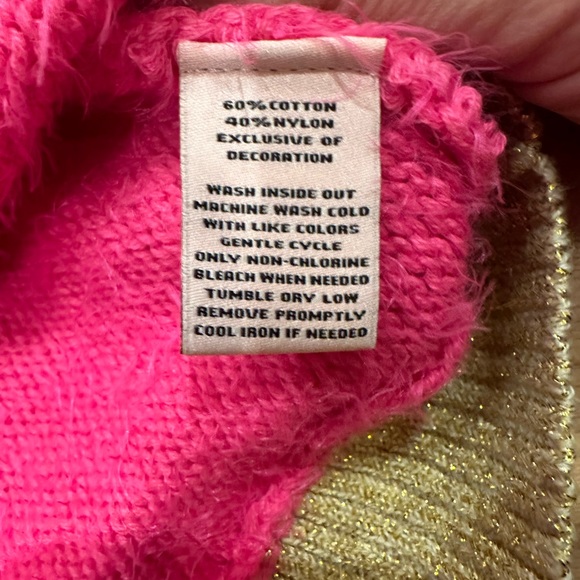 60% COTTON
40% NYLON
EXCLUSIVE OF
DECORATION
WASH INSIDE OUT
MACHINE WASH COLD
WITH LIKE COLORS
GENTLE CYCLE
ONLY NON-CHLORINE
BLEACH WHEN NEEDED
TUMBLE DRY LOW
REMOVE PROMPTLY
COOL IRON IF NEEDED